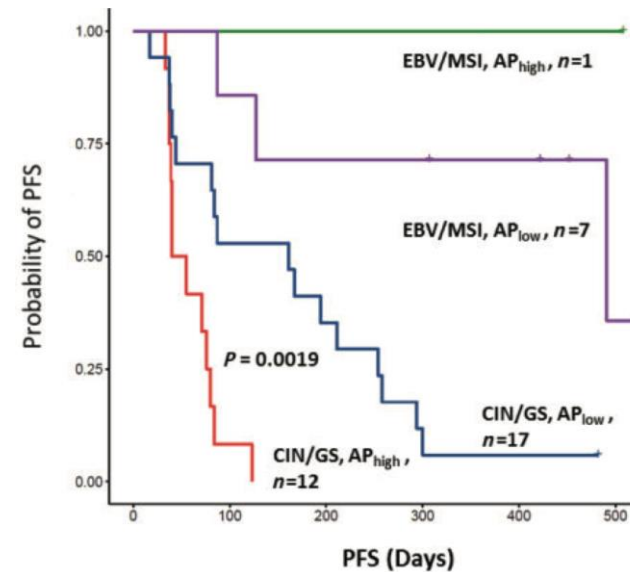 1.00
EBV/MSI, APhigh, n=1
0.75
EBV/MSI, APlow, n=7
Probability of PFS
0.50
P = 0.0019
0.25
CIN/GS, APlow,
n=17
CIN/GS, APhigh,
n=12
0.00
0 100 200 300 400 500
PFS (Days)